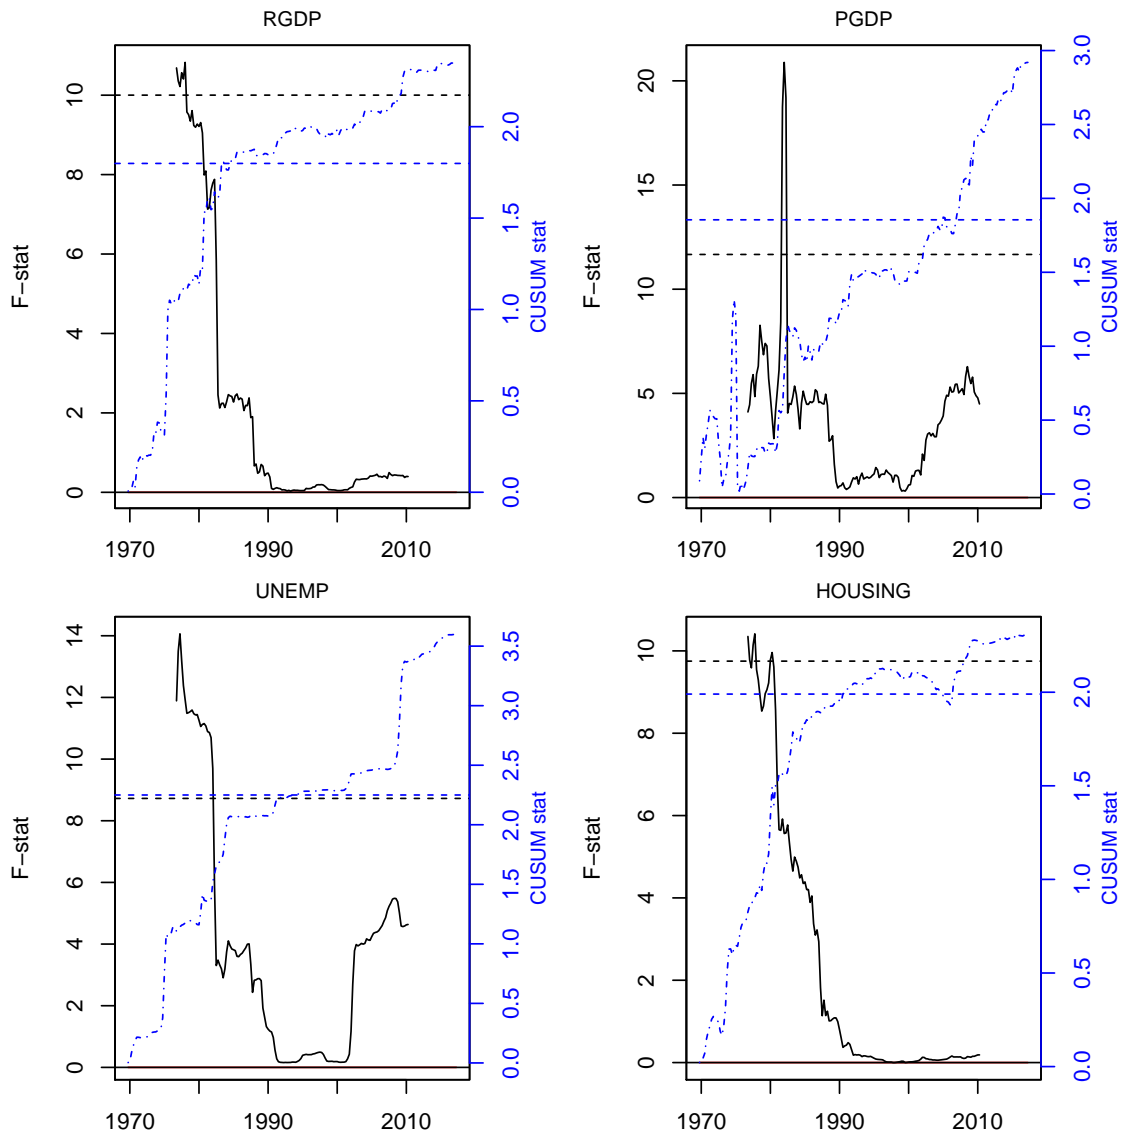 RGDP
F-stat
0 2 4 6 8 10
0.0 0.5 1.0 1.5 2.0
CUSUM stat
1970 1990 2010
PGDP
F-stat
0 5 10 15 20
0.0 0.5 1.0 1.5 2.0 2.5 3.0
CUSUM stat
1970 1990 2010
UNEMP
F-stat
0 2 4 6 8 10 12 14
0.0 0.5 1.0 1.5 2.0 2.5 3.0 3.5
CUSUM stat
1970 1990 2010
HOUSING
F-stat
0 2 4 6 8 10
0.0 0.5 1.0 1.5 2.0
CUSUM stat
1970 1990 2010